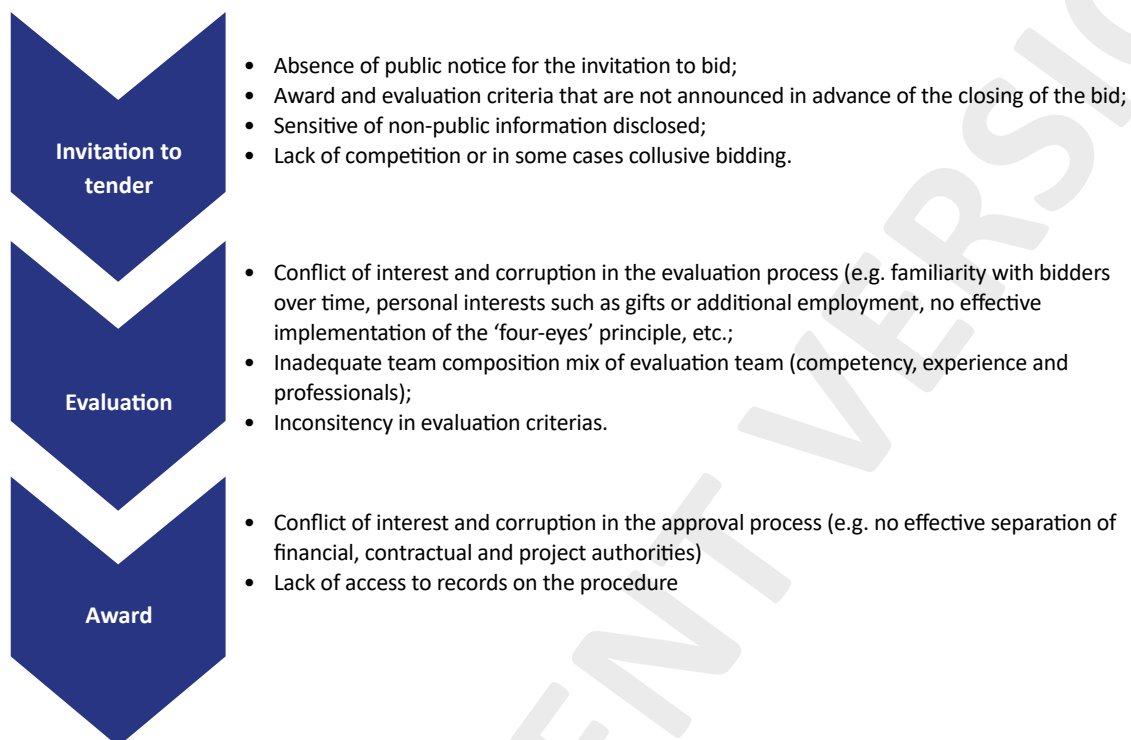 • Absence of public notice for the invitation to bid;
• Award and evaluation criteria that are not announced in advance of the closing of the bid;
• Sensitive of non-public information disclosed;
• Lack of competition or in some cases collusive bidding.
Invitation to
tender
• Conflict of interest and corruption in the evaluation process (e.g. familiarity with bidders
over time, personal interests such as gifts or additional employment, no effective
implementation of the ‘four-eyes’ principle, etc.;
• Inadequate team composition mix of evaluation team (competency, experience and
professionals);
• Inconsitency in evaluation criterias.
Evaluation
• Conflict of interest and corruption in the approval process (e.g. no effective separation of
financial, contractual and project authorities)
• Lack of access to records on the procedure
Award